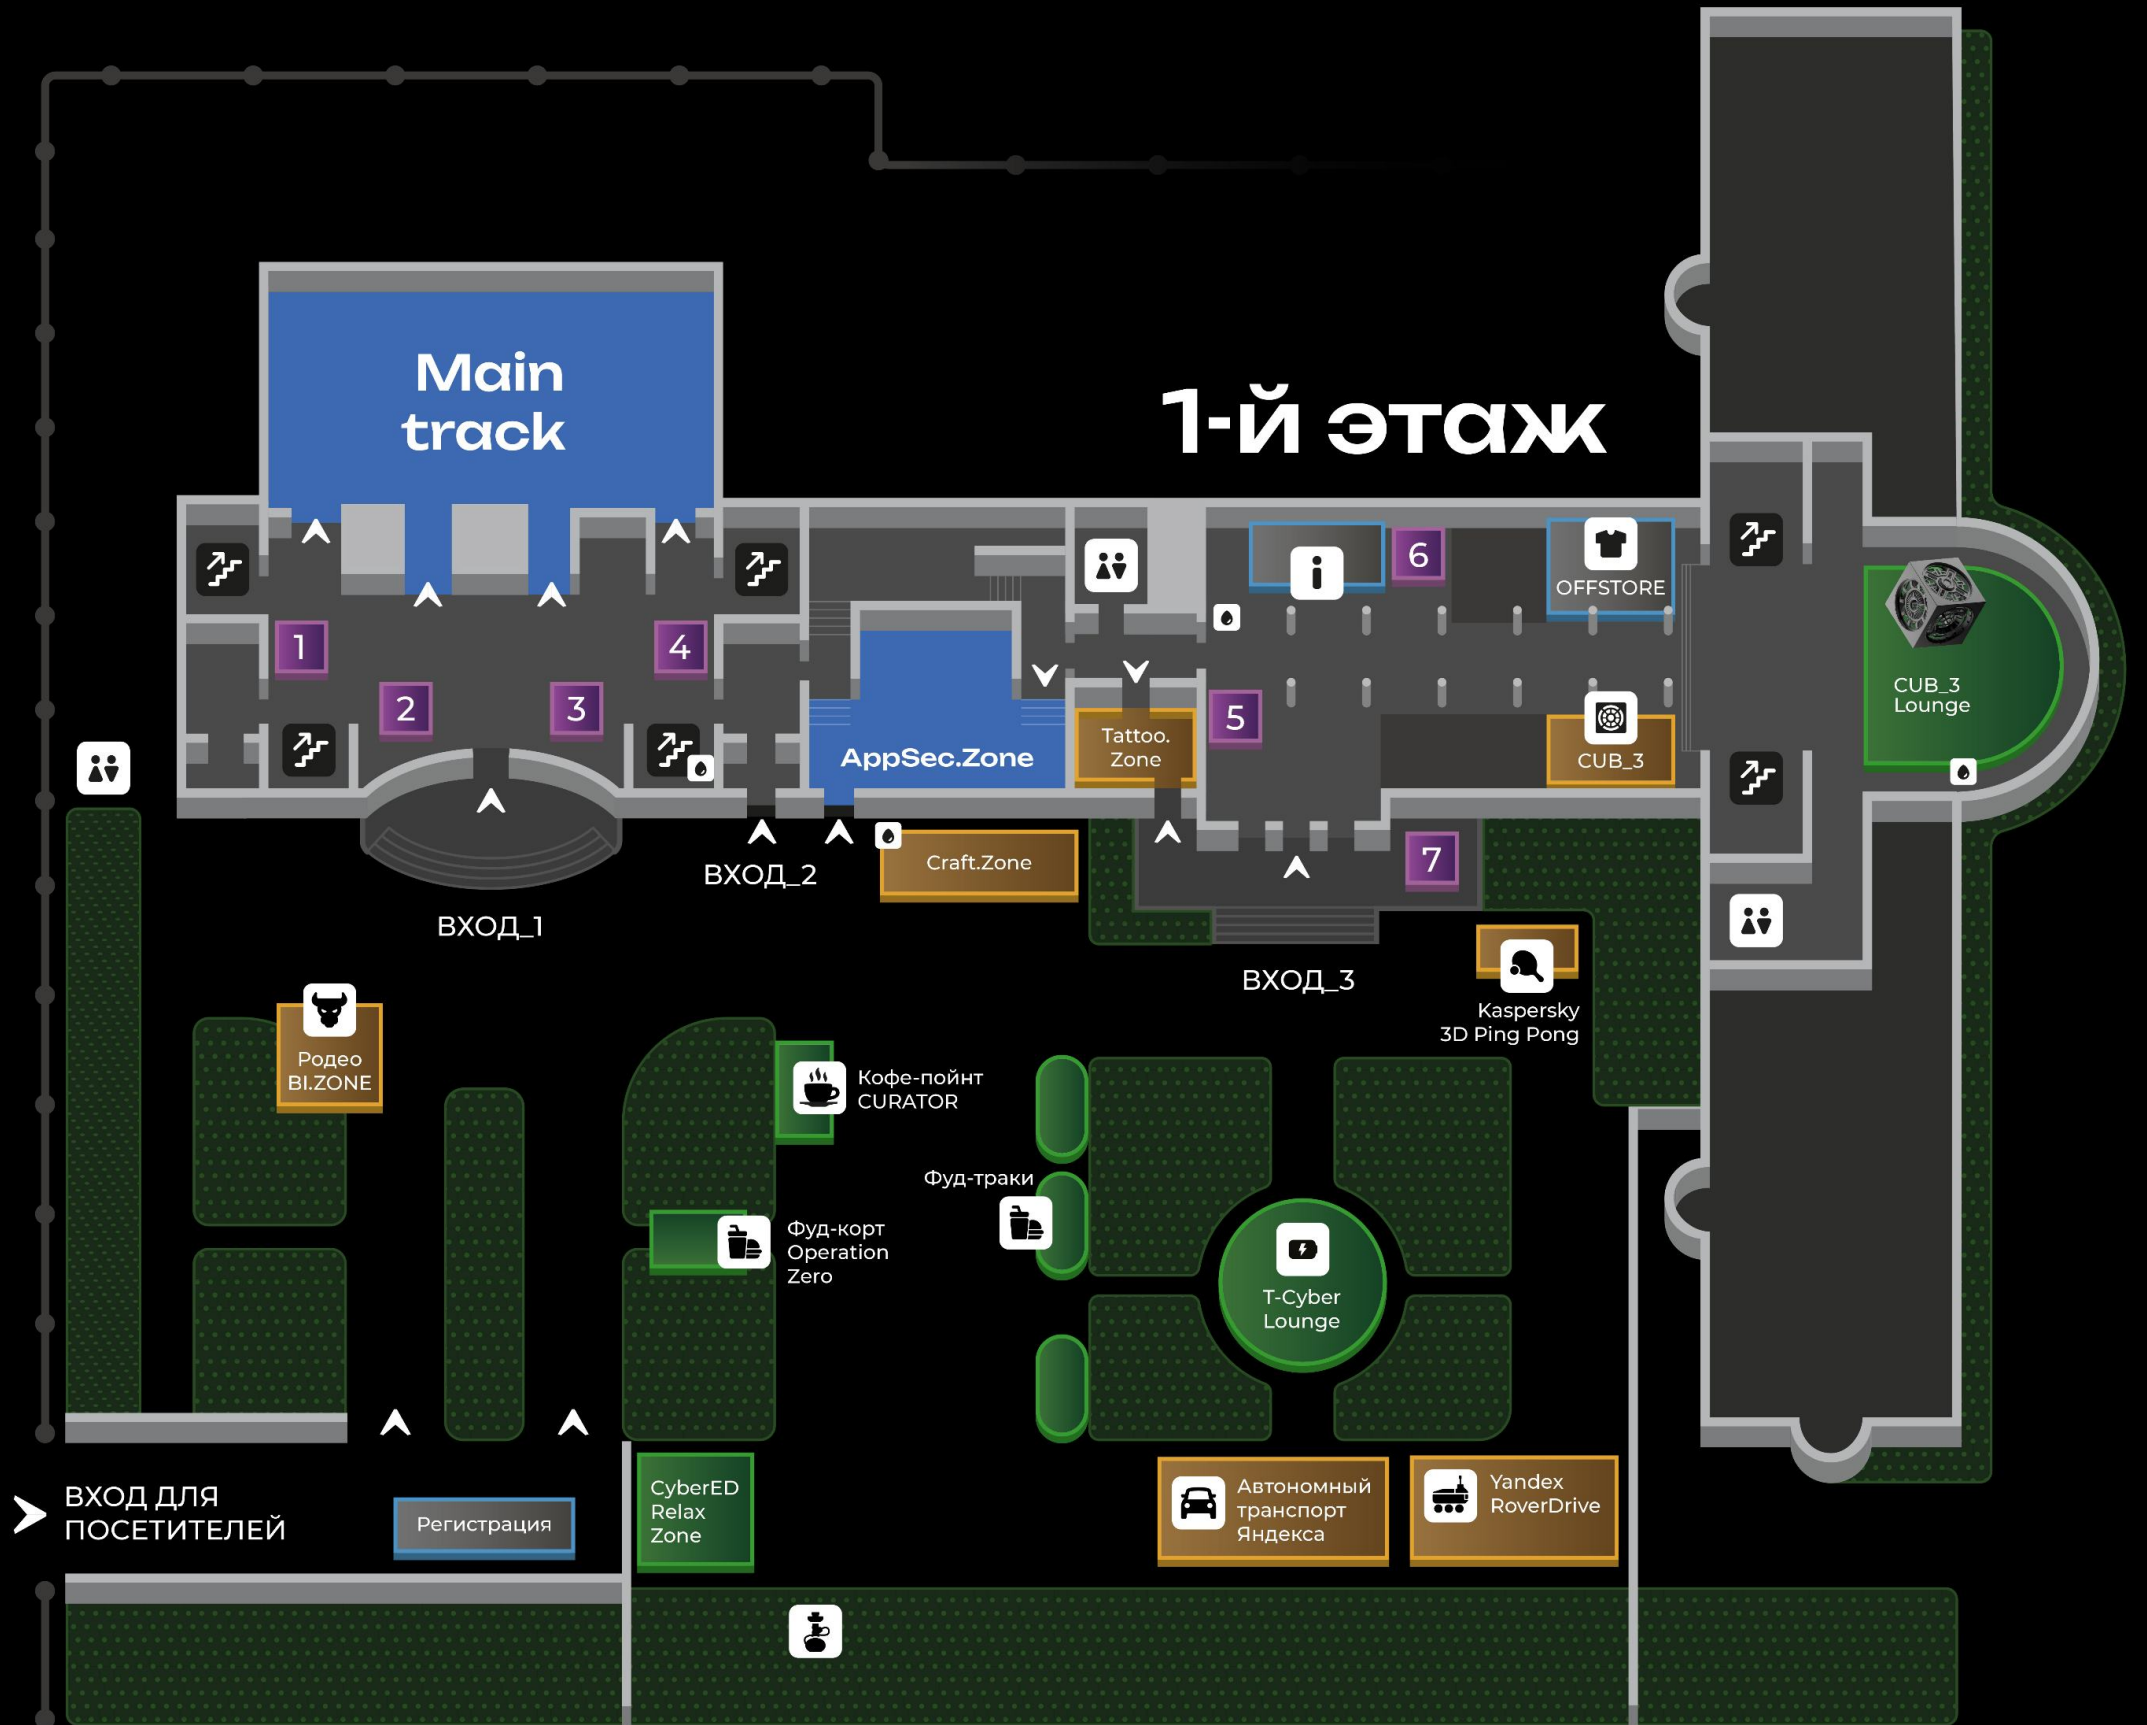 Main
track
1-й этаж
1
2
3
4
5
6
7
OFFSTORE
CUB_3
Lounge
CUB_3
Tattoo.
Zone
AppSec.Zone
Craft.Zone
ВХОД_1
ВХОД_2
ВХОД_3
Kaspersky
3D Ping Pong
Родео
BI.ZONE
Кофе-пойнт
CURATOR
Фуд-траки
Фуд-корт
Operation
Zero
T-Cyber
Lounge
ВХОД ДЛЯ
ПОСЕТИТЕЛЕЙ
Регистрация
CyberED
Relax
Zone
Автономный
транспорт
Яндекса
Yandex
RoverDrive